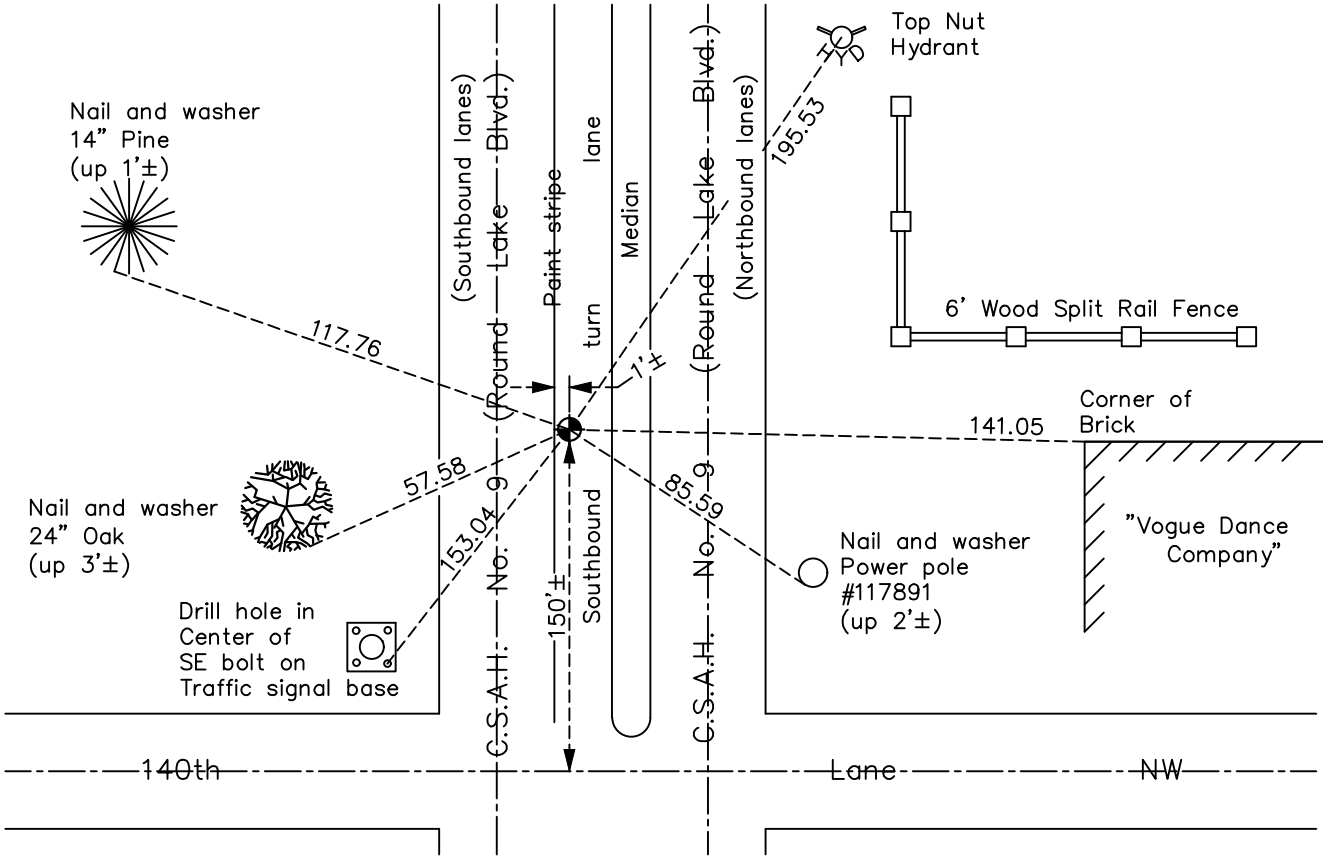 Top Nut
Hydrant
HYD
195.53
Nail and washer
14" Pine
(up 1'±)
117.76
(Southbound lanes)
C.S.A.H. No. 9 (Round Lake Blvd.)
Paint stripe
Southbound turn lane
Median
C.S.A.H. No. 9 (Round Lake Blvd.)
(Northbound lanes)
6' Wood Split Rail Fence
1'±
Corner of
Brick
141.05
"Vogue Dance
Company"
57.58
Nail and washer
24" Oak
(up 3'±)
153.04
85.59
150'±
Nail and washer
Power pole
#117891
(up 2'±)
Drill hole in
Center of
SE bolt on
Traffic signal base
140th Lane NW